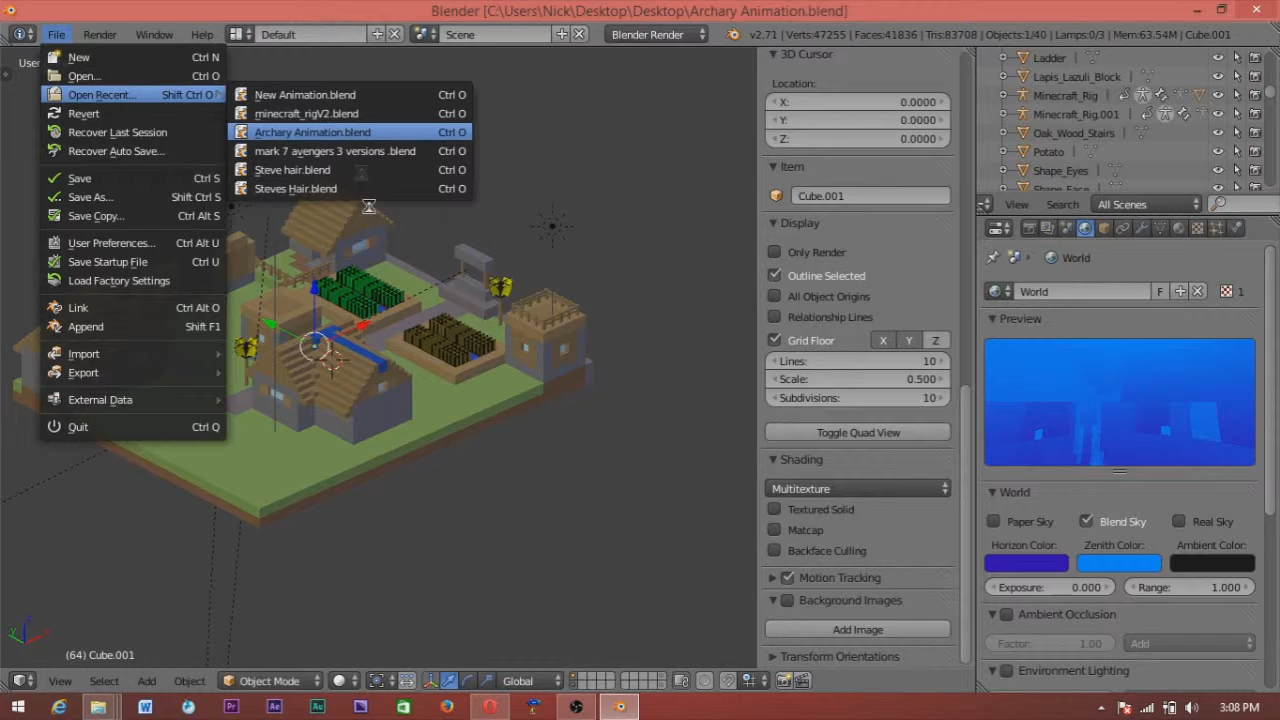 Blender [C:\Users\Nick\Desktop\Desktop\Archary Animation.blend]
File Render Window Help Default Scene Blender Render v2.71 | Verts:47255 | Faces:41836 | Tris:83708 | Objects:1/40 | Lamps:0/3 | Mem:63.54M | Cube.001
User
New Ctrl N
Open... Ctrl O
Open Recent... Shift Ctrl O
Revert
Recover Last Session
Recover Auto Save...
Save Ctrl S
Save As... Shift Ctrl S
Save Copy... Ctrl Alt S
User Preferences... Ctrl Alt U
Save Startup File Ctrl U
Load Factory Settings
Link Ctrl Alt O
Append Shift F1
Import
Export
External Data
Quit Ctrl Q
New Animation.blend Ctrl O
minecraft_rigV2.blend Ctrl O
Archary Animation.blend Ctrl O
mark 7 avengers 3 versions .blend Ctrl O
Steve hair.blend Ctrl O
Steves Hair.blend Ctrl O
(64) Cube.001
View Select Add Object Object Mode Global
3D Cursor
Location:
X: 0.0000
Y: 0.0000
Z: 0.0000
Item
Cube.001
Display
Only Render
Outline Selected
All Object Origins
Relationship Lines
Grid Floor X Y Z
Lines: 10
Scale: 0.500
Subdivisions: 10
Toggle Quad View
Shading
Multitexture
Textured Solid
Matcap
Backface Culling
Motion Tracking
Background Images
Add Image
Transform Orientations
Ladder
Lapis_Lazuli_Block
Minecraft_Rig
Minecraft_Rig.001
Oak_Wood_Stairs
Potato
Shape_Eyes
Shape_Face
View Search All Scenes
World
World F 1
Preview
World
Paper Sky Blend Sky Real Sky
Horizon Color: Zenith Color: Ambient Color:
Exposure: 0.000 Range: 1.000
Ambient Occlusion
Factor: 1.00 Add
Environment Lighting
W Pr Ae Au
3:08 PM